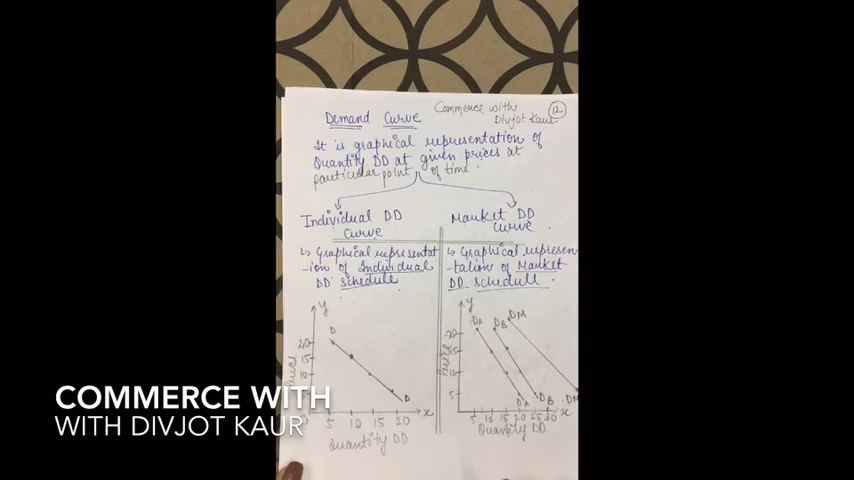 Demand Curve
Commerce with
Divjot Kaur
12
It is graphical representation of
Quantity DD at given prices at
particular point of time.
Individual DD
Curve
Market DD
Curve
↳ Graphical representat
-ion of Individual
DD Schedule
↳ Graphical represen
-tation of Market
DD Schedule
y
D
20
15
10
Price
D
5 10 15 20 x
Quantity DD
y
DA DB DM
20
15
10
5
Price
DA DB DM
5 10 15 20 25 30 x
Quantity DD
COMMERCE WITH
WITH DIVJOT KAUR